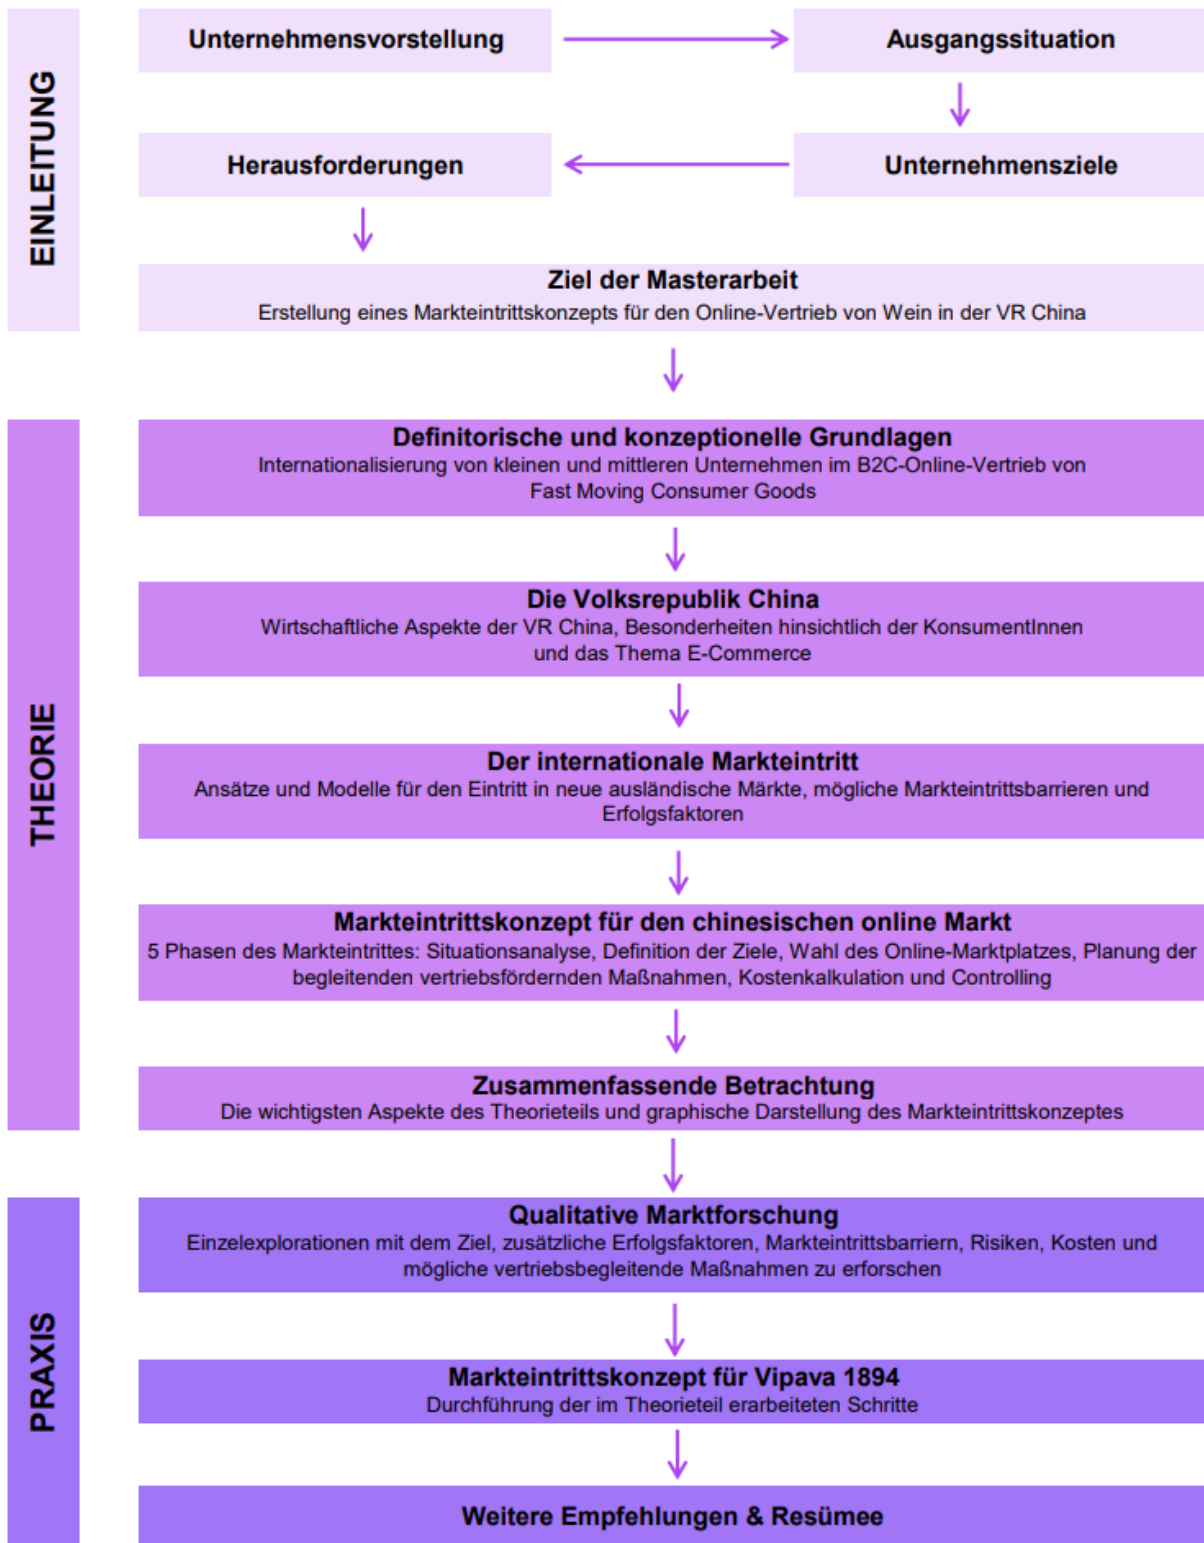 EINLEITUNG
Unternehmensvorstellung
Ausgangssituation
Herausforderungen
Unternehmensziele
Ziel der Masterarbeit
Erstellung eines Markteintrittskonzepts für den Online-Vertrieb von Wein in der VR China
THEORIE
Definitorische und konzeptionelle Grundlagen
Internationalisierung von kleinen und mittleren Unternehmen im B2C-Online-Vertrieb von
Fast Moving Consumer Goods
Die Volksrepublik China
Wirtschaftliche Aspekte der VR China, Besonderheiten hinsichtlich der KonsumentInnen
und das Thema E-Commerce
Der internationale Markteintritt
Ansätze und Modelle für den Eintritt in neue ausländische Märkte, mögliche Markteintrittsbarrieren und
Erfolgsfaktoren
Markteintrittskonzept für den chinesischen online Markt
5 Phasen des Markteintrittes: Situationsanalyse, Definition der Ziele, Wahl des Online-Marktplatzes, Planung der
begleitenden vertriebsfördernden Maßnahmen, Kostenkalkulation und Controlling
Zusammenfassende Betrachtung
Die wichtigsten Aspekte des Theorieteils und graphische Darstellung des Markteintrittskonzeptes
PRAXIS
Qualitative Marktforschung
Einzelexplorationen mit dem Ziel, zusätzliche Erfolgsfaktoren, Markteintrittsbarriern, Risiken, Kosten und
mögliche vertriebsbegleitende Maßnahmen zu erforschen
Markteintrittskonzept für Vipava 1894
Durchführung der im Theorieteil erarbeiteten Schritte
Weitere Empfehlungen & Resümee